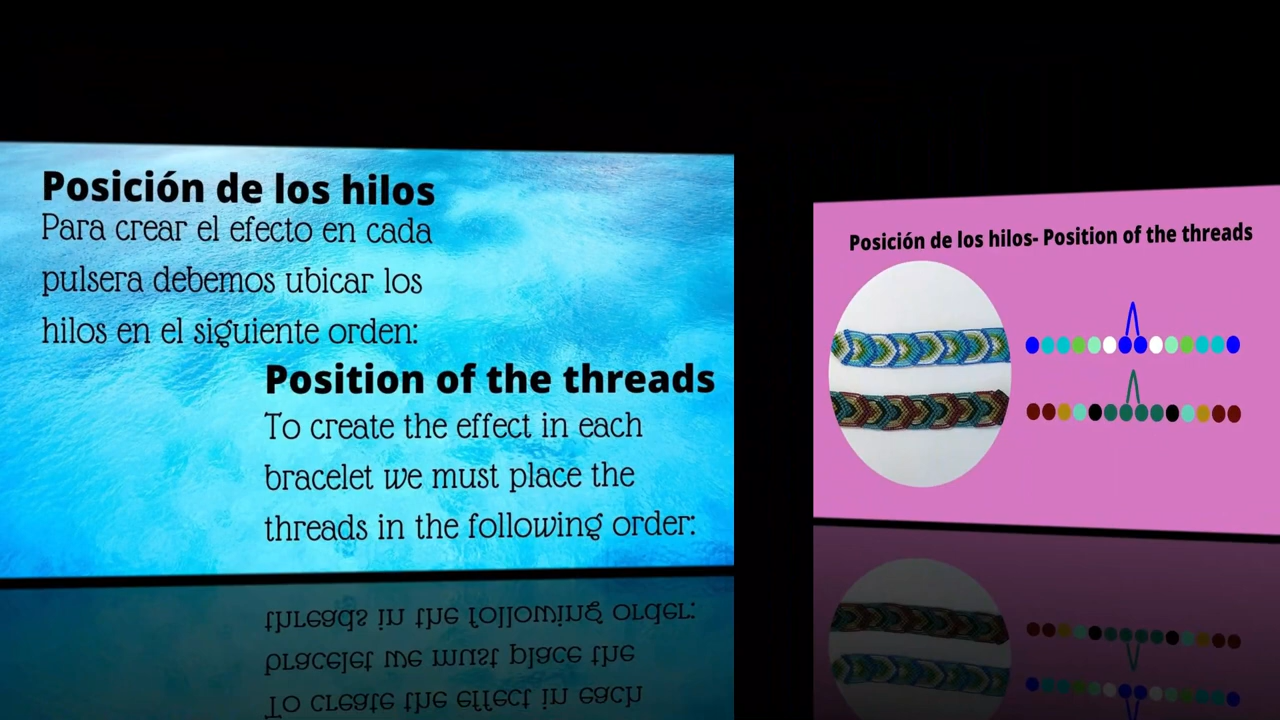 Posición de los hilos
Para crear el efecto en cada
pulsera debemos ubicar los
hilos en el siguiente orden:
Position of the threads
To create the effect in each
bracelet we must place the
threads in the following order:
Posición de los hilos- Position of the threads